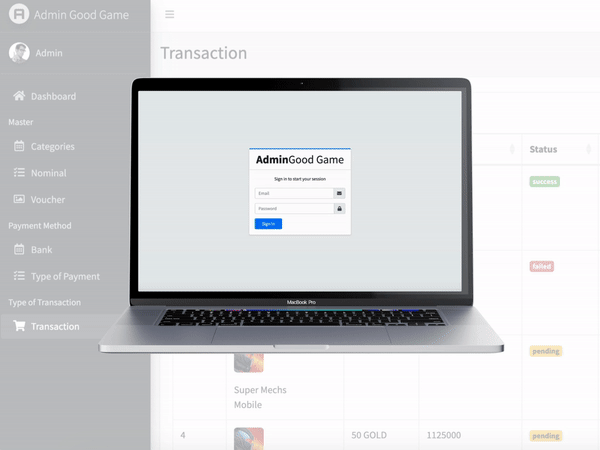 Admin Good Game
Admin
Dashboard
Master
Categories
Nominal
Voucher
Payment Method
Bank
Type of Payment
Type of Transaction
Transaction
Transaction
Status
success
failed
pending
Super Mechs
Mobile
4
50 GOLD
1125000
pending
AdminGood Game
Sign in to start your session
Email
Password
Sign In
MacBook Pro